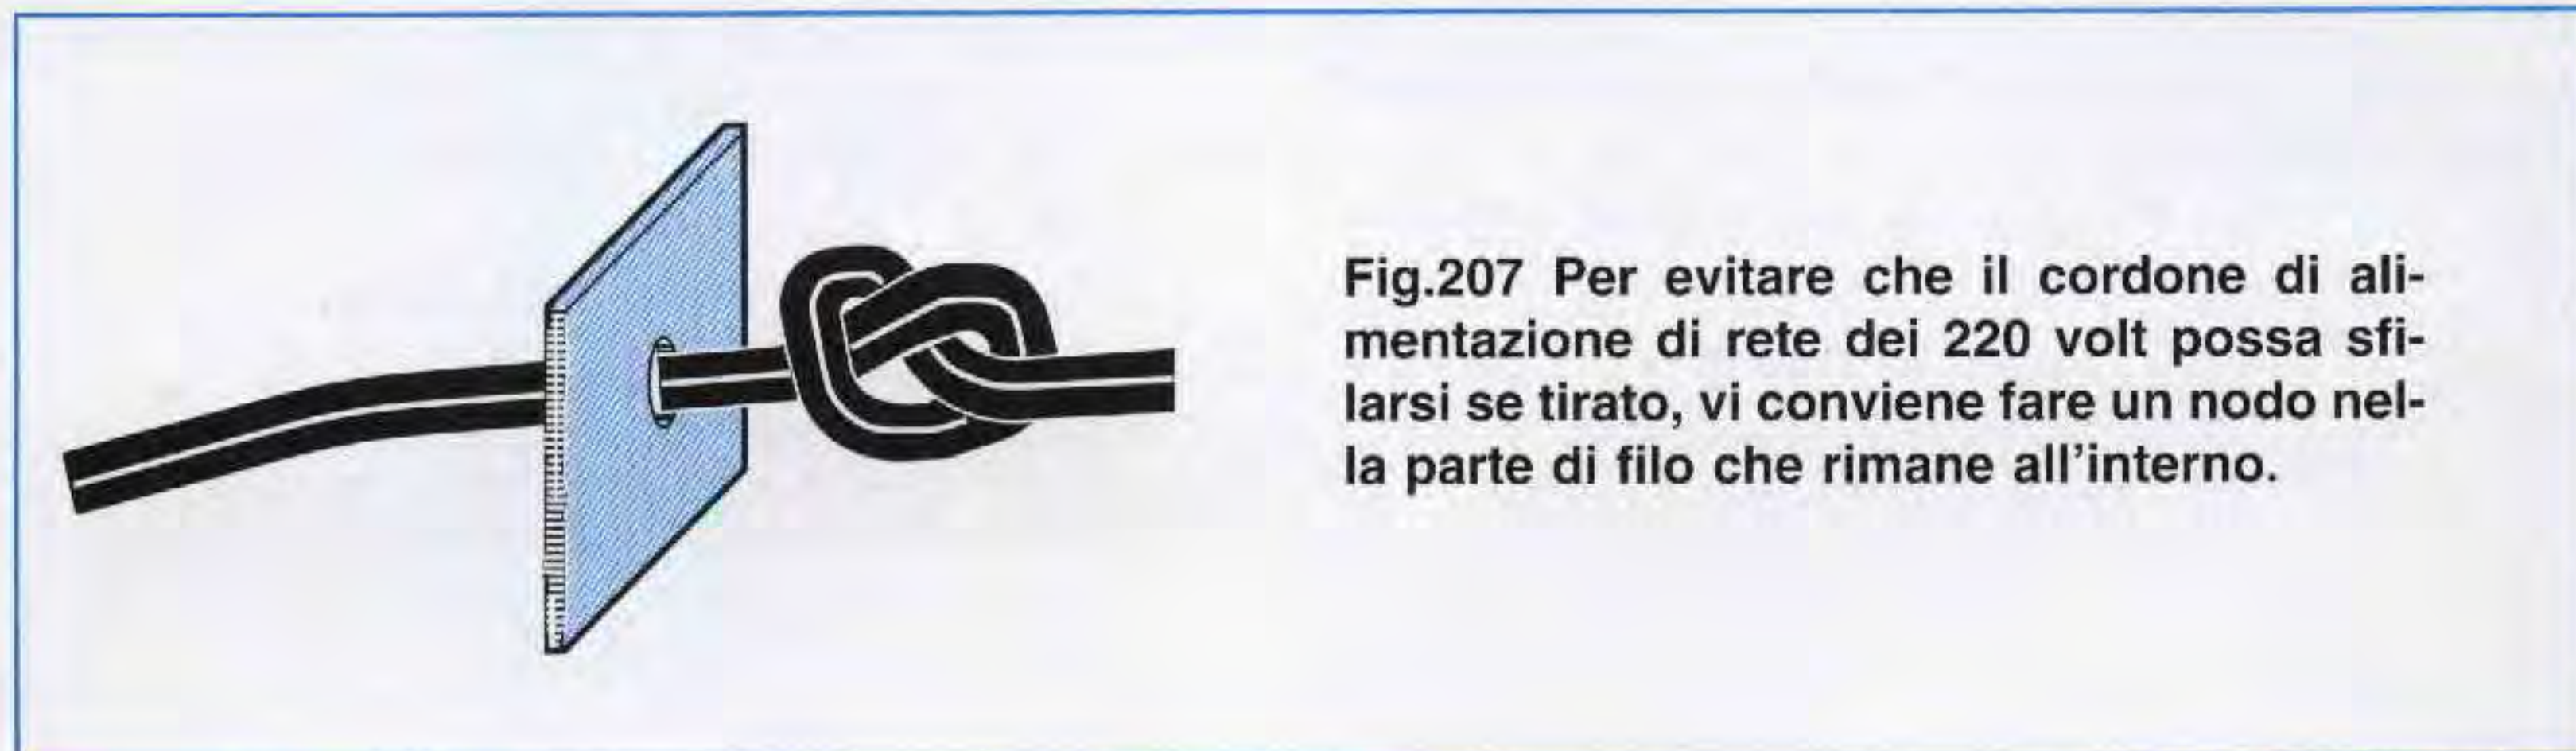 Fig.207 Per evitare che il cordone di ali-
mentazione di rete dei 220 volt possa sfi-
larsi se tirato, vi conviene fare un nodo nel-
la parte di filo che rimane all'interno.